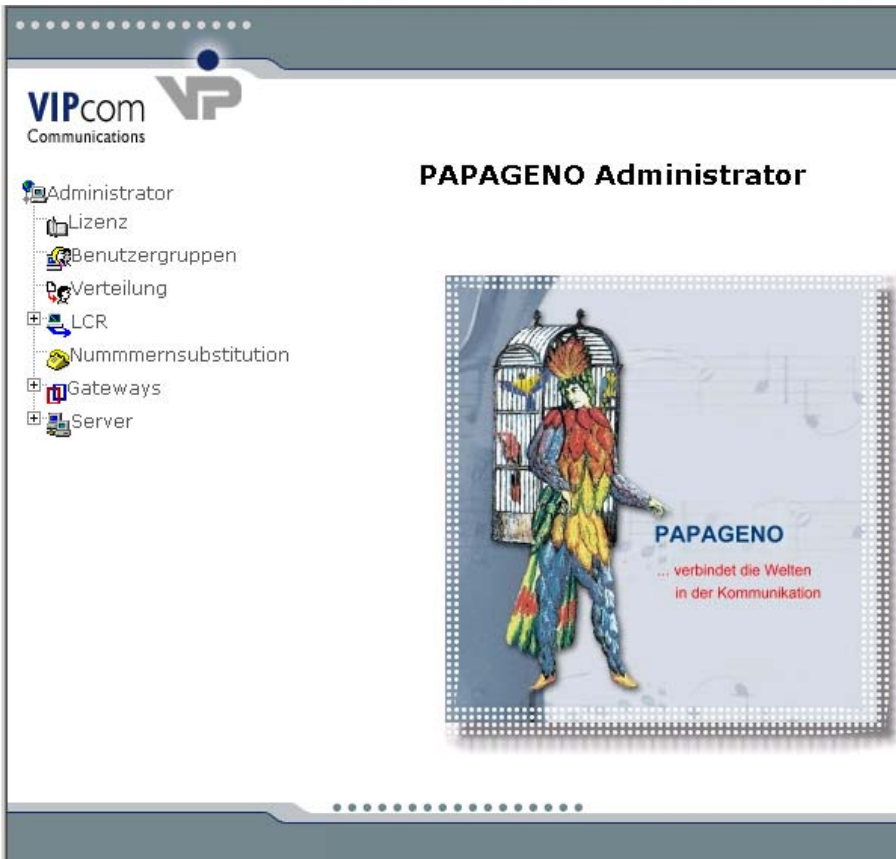 VIPcom
Communications
VIP
PAPAGENO Administrator
Administrator
Lizenz
Benutzergruppen
Verteilung
LCR
Nummmernsubstitution
Gateways
Server
PAPAGENO
... verbindet die Welten
in der Kommunikation